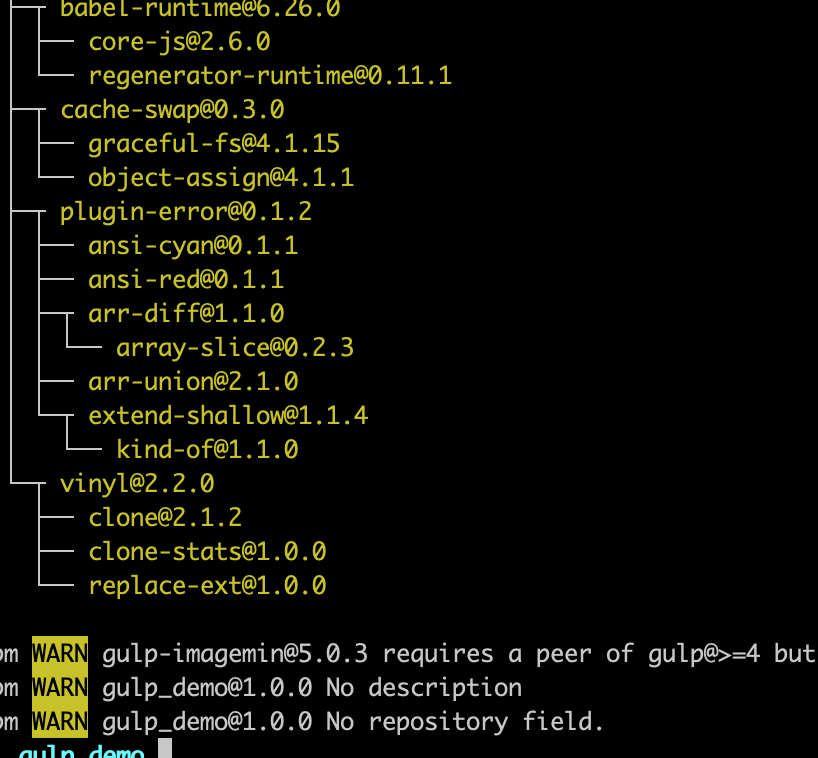 babel-runtime@6.26.0
core-js@2.6.0
regenerator-runtime@0.11.1
cache-swap@0.3.0
graceful-fs@4.1.15
object-assign@4.1.1
plugin-error@0.1.2
ansi-cyan@0.1.1
ansi-red@0.1.1
arr-diff@1.1.0
array-slice@0.2.3
arr-union@2.1.0
extend-shallow@1.1.4
kind-of@1.1.0
vinyl@2.2.0
clone@2.1.2
clone-stats@1.0.0
replace-ext@1.0.0
pm WARN gulp-imagemin@5.0.3 requires a peer of gulp@>=4 but
pm WARN gulp_demo@1.0.0 No description
pm WARN gulp_demo@1.0.0 No repository field.
gulp_demo